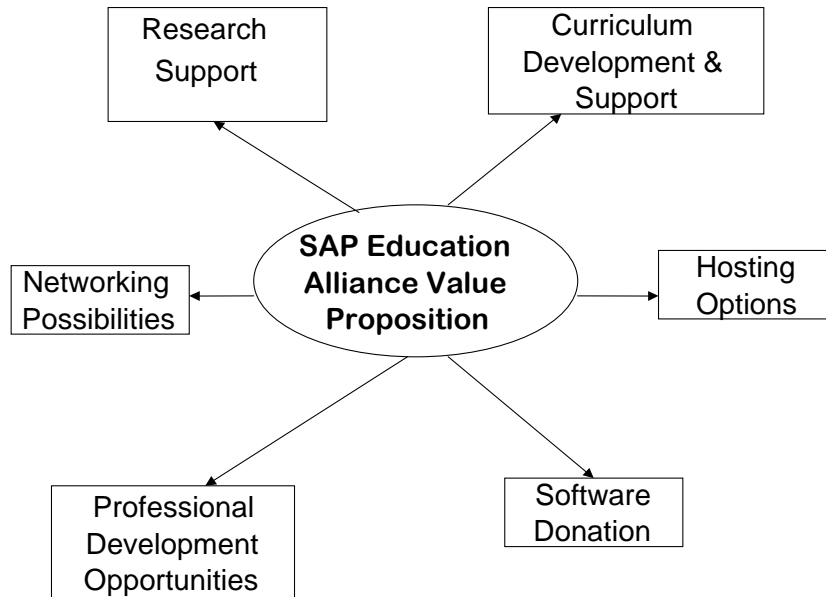 Research
Support
Curriculum
Development &
Support
SAP Education
Alliance Value
Proposition
Networking
Possibilities
Hosting
Options
Professional
Development
Opportunities
Software
Donation